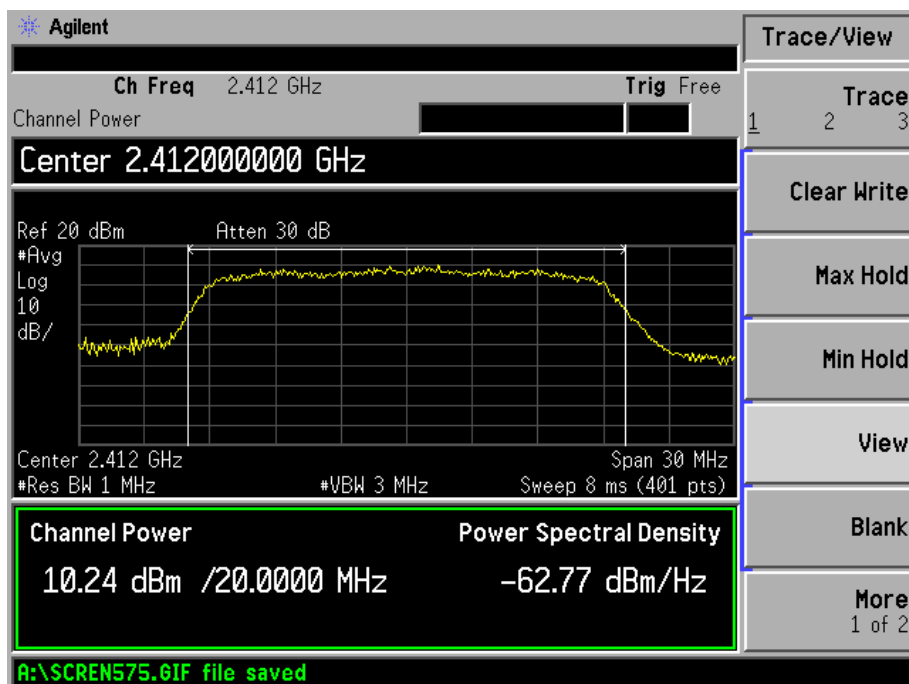 Agilent
Trace/View
Ch Freq 2.412 GHz Trig Free
Channel Power
Trace
1 2 3
Center 2.412000000 GHz
Clear Write
Ref 20 dBm Atten 30 dB
#Avg
Log
10
dB/
Max Hold
Min Hold
View
Center 2.412 GHz Span 30 MHz
#Res BW 1 MHz #VBW 3 MHz Sweep 8 ms (401 pts)
Channel Power Power Spectral Density
10.24 dBm /20.0000 MHz -62.77 dBm/Hz
Blank
More
1 of 2
A:\SCREN575.GIF file saved